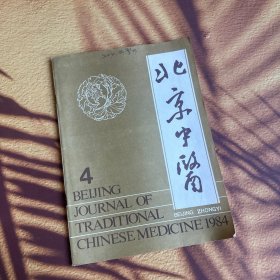 北京中醫
BEIJING ZHONGYI
4
BEIJING
JOURNAL OF
TRADITIONAL
CHINESE MEDICINE 1984